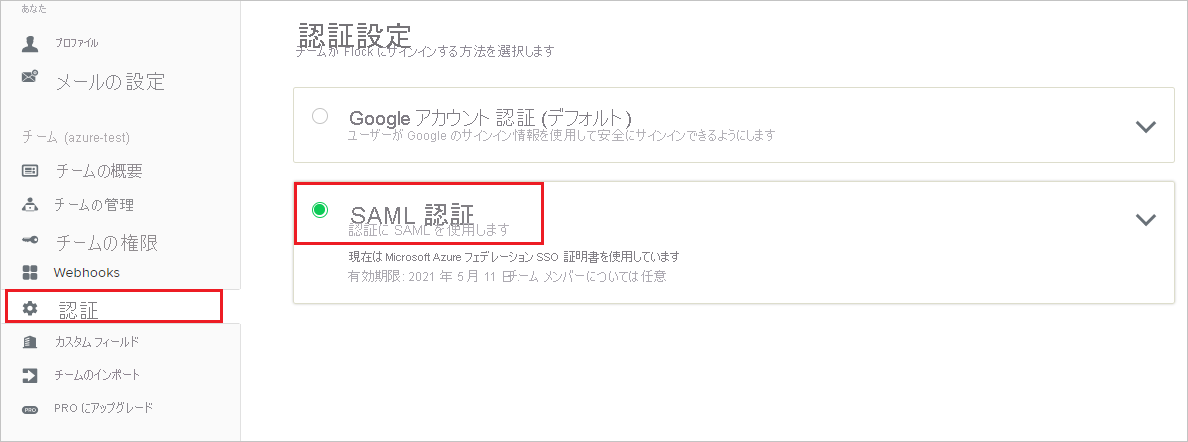 あなた
プロファイル
メールの設定
チーム (azure-test)
チームの概要
チームの管理
チームの権限
Webhooks
認証
カスタム フィールド
チームのインポート
PRO
PRO にアップグレード
認証設定
チームが Flock にサインインする方法を選択します
Google アカウント 認証 (デフォルト)
ユーザーが Google のサインイン情報を使用して安全にサインインできるようにします
SAML 認証
認証に SAML を使用します
現在は Microsoft Azure フェデレーション SSO 証明書を使用しています
有効期限: 2021 年 5 月 11 日チーム メンバーについては任意